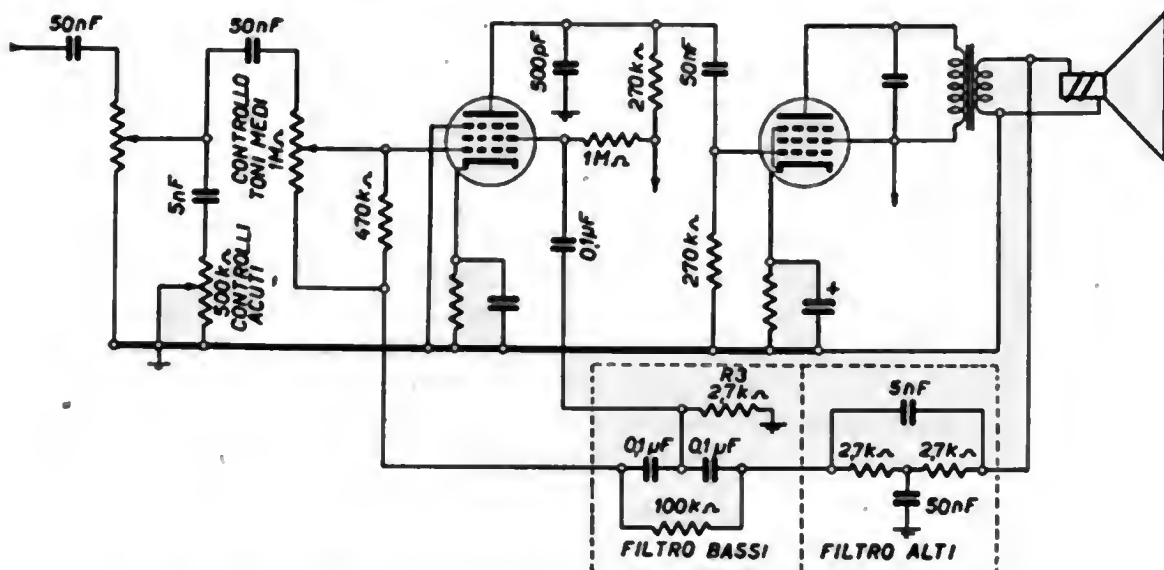 50nF
50nF
CONTROLLO
TONI MEDI
1MΩ
5nF
500kΩ
CONTROLLI
ACUTI
470kΩ
500pF
270kΩ
50nF
1MΩ
0,1µF
270kΩ
+
R3
2,7kΩ
0,1µF
0,1µF
100kΩ
FILTRO BASSI
5nF
2,7kΩ
2,7kΩ
50nF
FILTRO ALTI